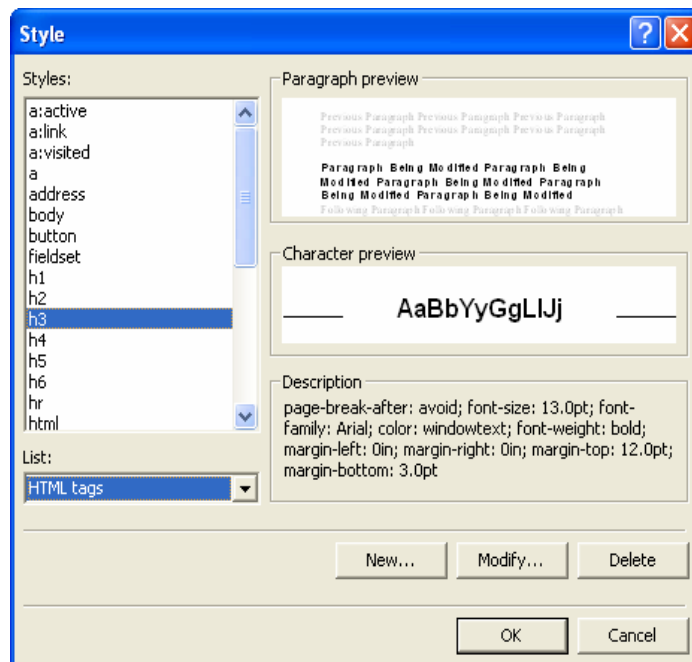 Style
Styles:
a:active
a:link
a:visited
a
address
body
button
fieldset
h1
h2
h3
h4
h5
h6
hr
html
List:
HTML tags
Paragraph preview
Previous Paragraph Previous Paragraph Previous Paragraph
Previous Paragraph Previous Paragraph Previous Paragraph
Previous Paragraph
Paragraph Being Modified Paragraph Being
Modified Paragraph Being Modified Paragraph
Being Modified Paragraph Being Modified
Following Paragraph Following Paragraph Following Paragraph
Character preview
AaBbYyGgLlJj
Description
page-break-after: avoid; font-size: 13.0pt; font-
family: Arial; color: windowtext; font-weight: bold;
margin-left: 0in; margin-right: 0in; margin-top: 12.0pt;
margin-bottom: 3.0pt
New... Modify... Delete
OK Cancel